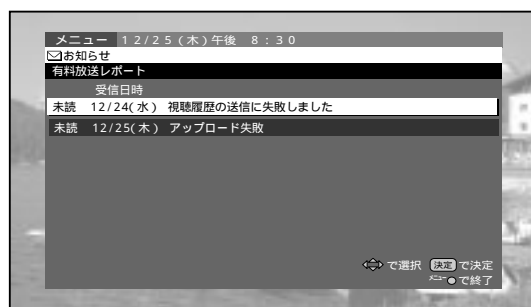 メニュー 12/25(木)午後 8:30
お知らせ
有料放送レポート
受信日時
未読 12/24(水) 視聴履歴の送信に失敗しました
未読 12/25(木) アップロード失敗
で選択 決定 で決定
メニュー で終了